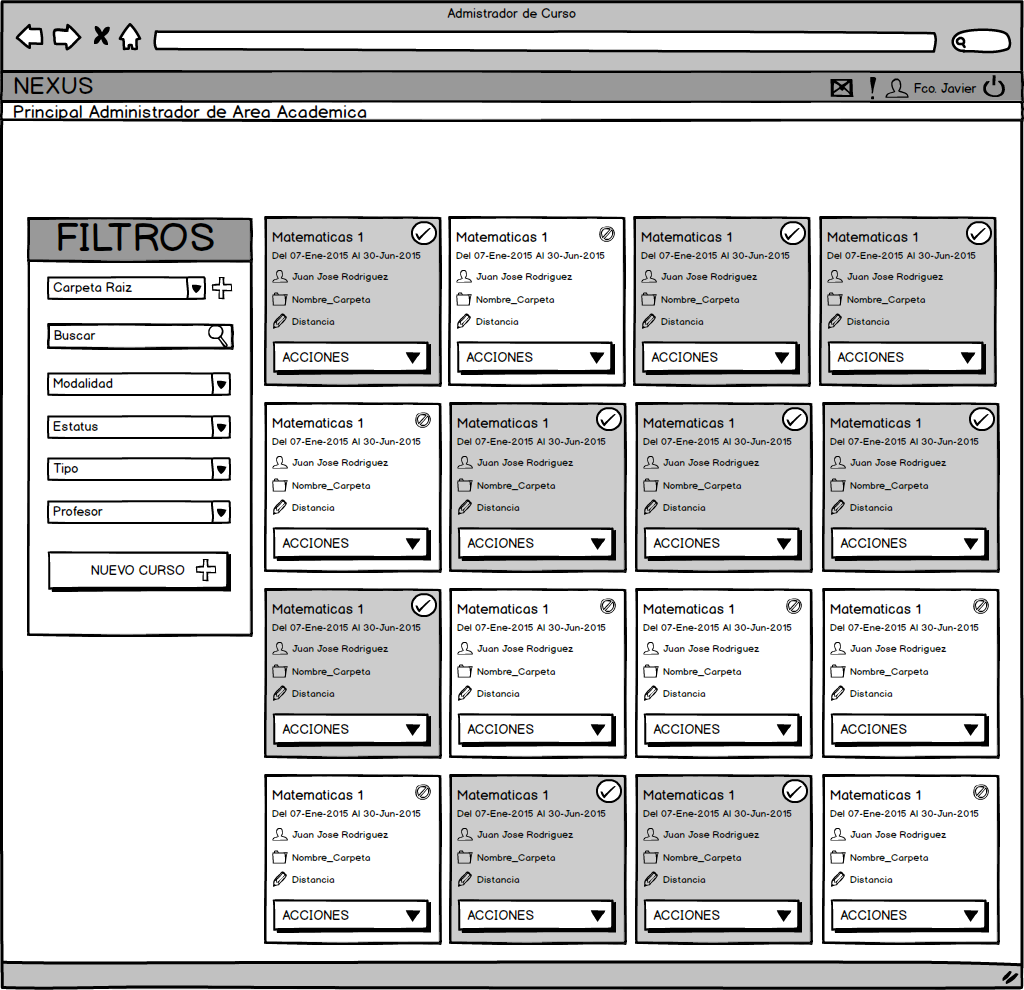 Admistrador de Curso
NEXUS
Fco. Javier
Principal Administrador de Area Academica
FILTROS
Carpeta Raiz
Buscar
Modalidad
Estatus
Tipo
Profesor
NUEVO CURSO
Matematicas 1
Del 07-Ene-2015 Al 30-Jun-2015
Juan Jose Rodriguez
Nombre_Carpeta
Distancia
ACCIONES
Matematicas 1
Del 07-Ene-2015 Al 30-Jun-2015
Juan Jose Rodriguez
Nombre_Carpeta
Distancia
ACCIONES
Matematicas 1
Del 07-Ene-2015 Al 30-Jun-2015
Juan Jose Rodriguez
Nombre_Carpeta
Distancia
ACCIONES
Matematicas 1
Del 07-Ene-2015 Al 30-Jun-2015
Juan Jose Rodriguez
Nombre_Carpeta
Distancia
ACCIONES
Matematicas 1
Del 07-Ene-2015 Al 30-Jun-2015
Juan Jose Rodriguez
Nombre_Carpeta
Distancia
ACCIONES
Matematicas 1
Del 07-Ene-2015 Al 30-Jun-2015
Juan Jose Rodriguez
Nombre_Carpeta
Distancia
ACCIONES
Matematicas 1
Del 07-Ene-2015 Al 30-Jun-2015
Juan Jose Rodriguez
Nombre_Carpeta
Distancia
ACCIONES
Matematicas 1
Del 07-Ene-2015 Al 30-Jun-2015
Juan Jose Rodriguez
Nombre_Carpeta
Distancia
ACCIONES
Matematicas 1
Del 07-Ene-2015 Al 30-Jun-2015
Juan Jose Rodriguez
Nombre_Carpeta
Distancia
ACCIONES
Matematicas 1
Del 07-Ene-2015 Al 30-Jun-2015
Juan Jose Rodriguez
Nombre_Carpeta
Distancia
ACCIONES
Matematicas 1
Del 07-Ene-2015 Al 30-Jun-2015
Juan Jose Rodriguez
Nombre_Carpeta
Distancia
ACCIONES
Matematicas 1
Del 07-Ene-2015 Al 30-Jun-2015
Juan Jose Rodriguez
Nombre_Carpeta
Distancia
ACCIONES
Matematicas 1
Del 07-Ene-2015 Al 30-Jun-2015
Juan Jose Rodriguez
Nombre_Carpeta
Distancia
ACCIONES
Matematicas 1
Del 07-Ene-2015 Al 30-Jun-2015
Juan Jose Rodriguez
Nombre_Carpeta
Distancia
ACCIONES
Matematicas 1
Del 07-Ene-2015 Al 30-Jun-2015
Juan Jose Rodriguez
Nombre_Carpeta
Distancia
ACCIONES
Matematicas 1
Del 07-Ene-2015 Al 30-Jun-2015
Juan Jose Rodriguez
Nombre_Carpeta
Distancia
ACCIONES